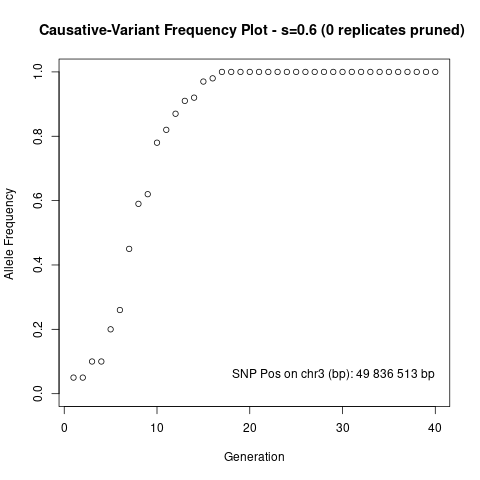 Causative-Variant Frequency Plot - s=0.6 (0 replicates pruned)
1.0
0.8
0.6
0.4
0.2
0.0
Allele Frequency
SNP Pos on chr3 (bp): 49 836 513 bp
0 10 20 30 40
Generation